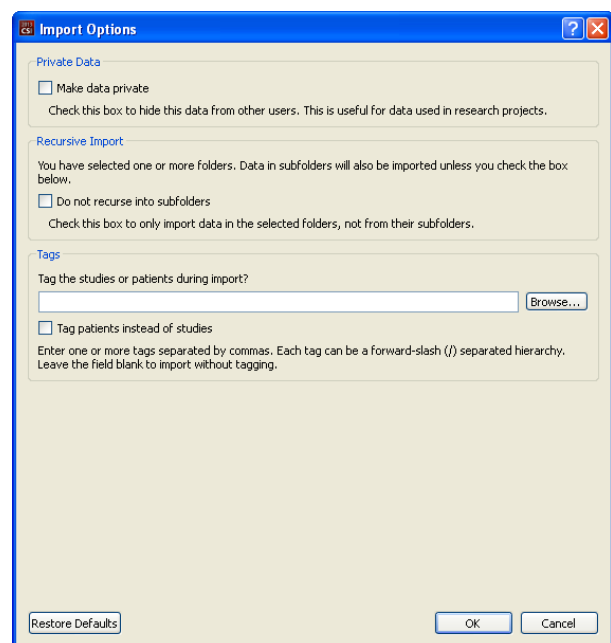 2013
CSI
Import Options
Private Data
Make data private
Check this box to hide this data from other users. This is useful for data used in research projects.
Recursive Import
You have selected one or more folders. Data in subfolders will also be imported unless you check the box
below.
Do not recurse into subfolders
Check this box to only import data in the selected folders, not from their subfolders.
Tags
Tag the studies or patients during import?
Browse...
Tag patients instead of studies
Enter one or more tags separated by commas. Each tag can be a forward-slash (/) separated hierarchy.
Leave the field blank to import without tagging.
Restore Defaults
OK
Cancel